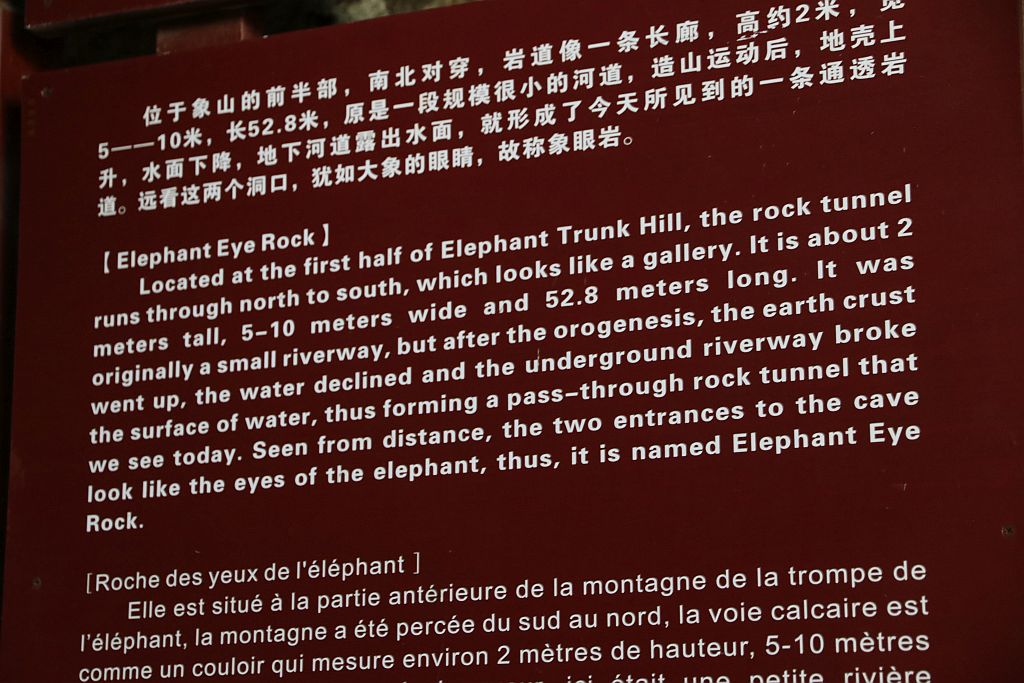 位于象山的前半部，南北对穿，岩道像一条长廊，高约2米，宽
5——10米，长52.8米，原是一段规模很小的河道，造山运动后，地壳上
升，水面下降，地下河道露出水面，就形成了今天所见到的一条通透岩
道。远看这两个洞口，犹如大象的眼睛，故称象眼岩。
【Elephant Eye Rock】
Located at the first half of Elephant Trunk Hill, the rock tunnel
runs through north to south, which looks like a gallery. It is about 2
meters tall, 5-10 meters wide and 52.8 meters long. It was
originally a small riverway, but after the orogenesis, the earth crust
went up, the water declined and the underground riverway broke
the surface of water, thus forming a pass-through rock tunnel that
we see today. Seen from distance, the two entrances to the cave
look like the eyes of the elephant, thus, it is named Elephant Eye
Rock.
[Roche des yeux de l'éléphant ]
Elle est situé à la partie antérieure de la montagne de la trompe de
l'éléphant, la montagne a été percée du sud au nord, la voie calcaire est
comme un couloir qui mesure environ 2 mètres de hauteur, 5-10 mètres
ici était une petite rivière